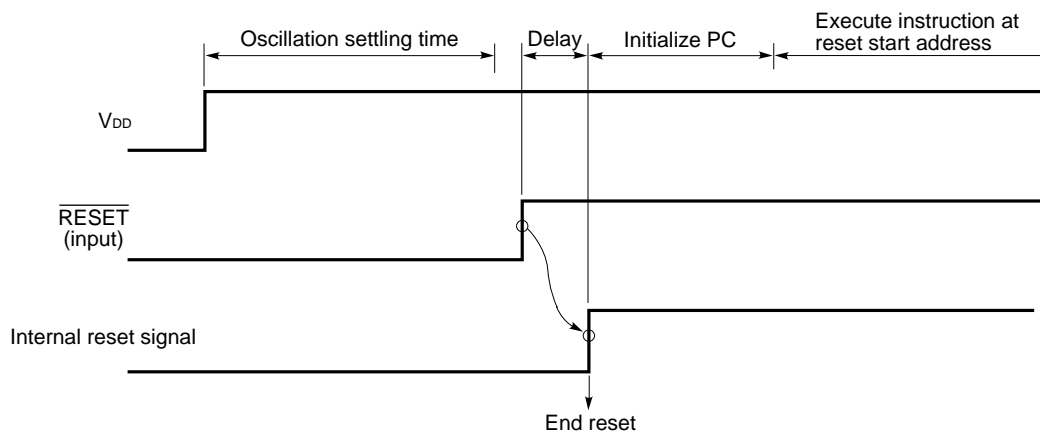 Oscillation settling time
Delay
Initialize PC
Execute instruction at
reset start address
VDD
RESET
(input)
Internal reset signal
End reset